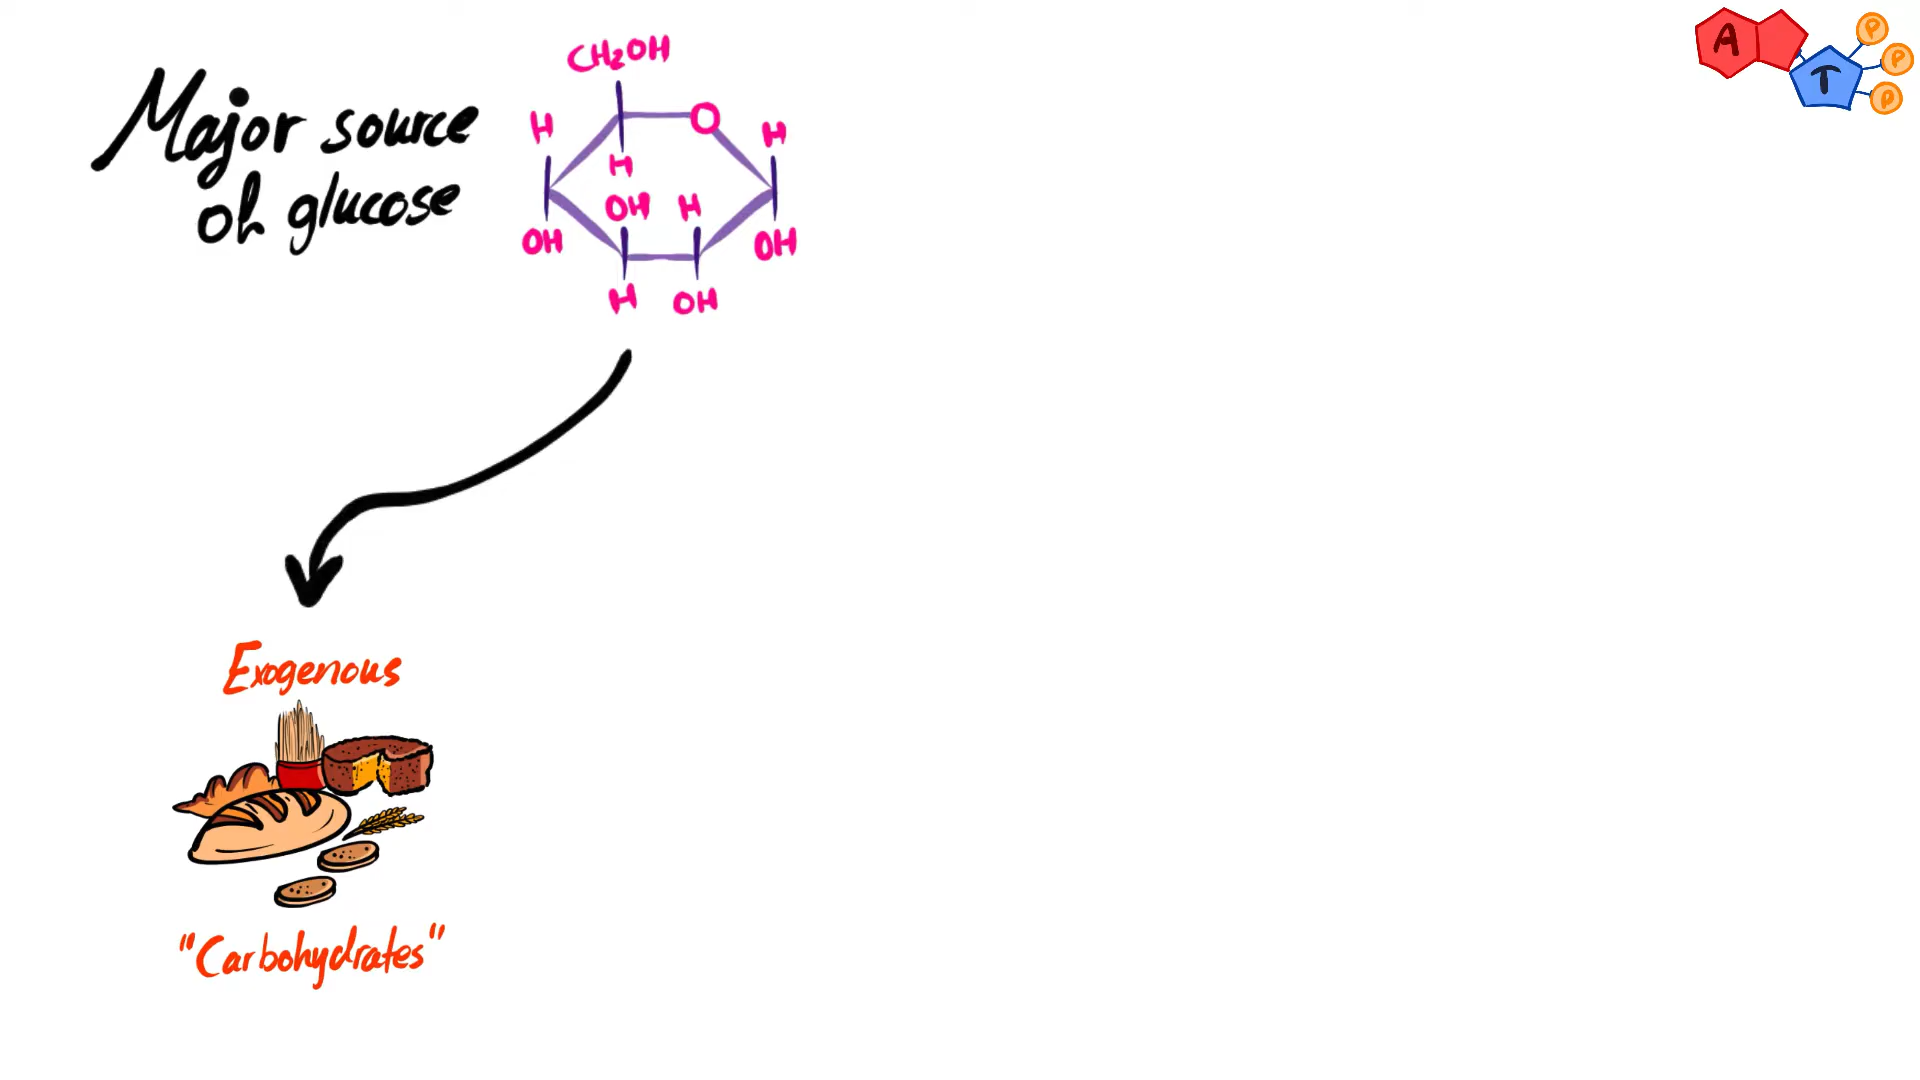 Major source
of glucose
CH₂OH
O
H
H
H
OH
H
OH
OH
H
OH
Exogenous
"Carbohydrates"
A
T
P
P
P